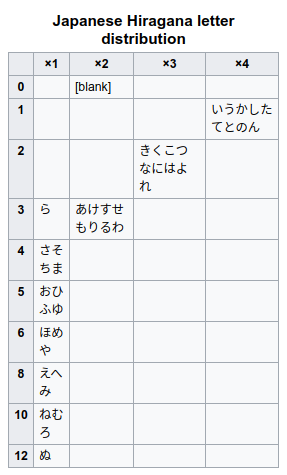 Japanese Hiragana letter
distribution
×1 ×2 ×3 ×4
0 [blank]
1 いうかした
てとのん
2 きくこつ
なにはよ
れ
3 ら あけすせ
もりるわ
4 さそ
ちま
5 おひ
ふゆ
6 ほめ
や
8 えへ
み
10 ねむ
ろ
12 ぬ